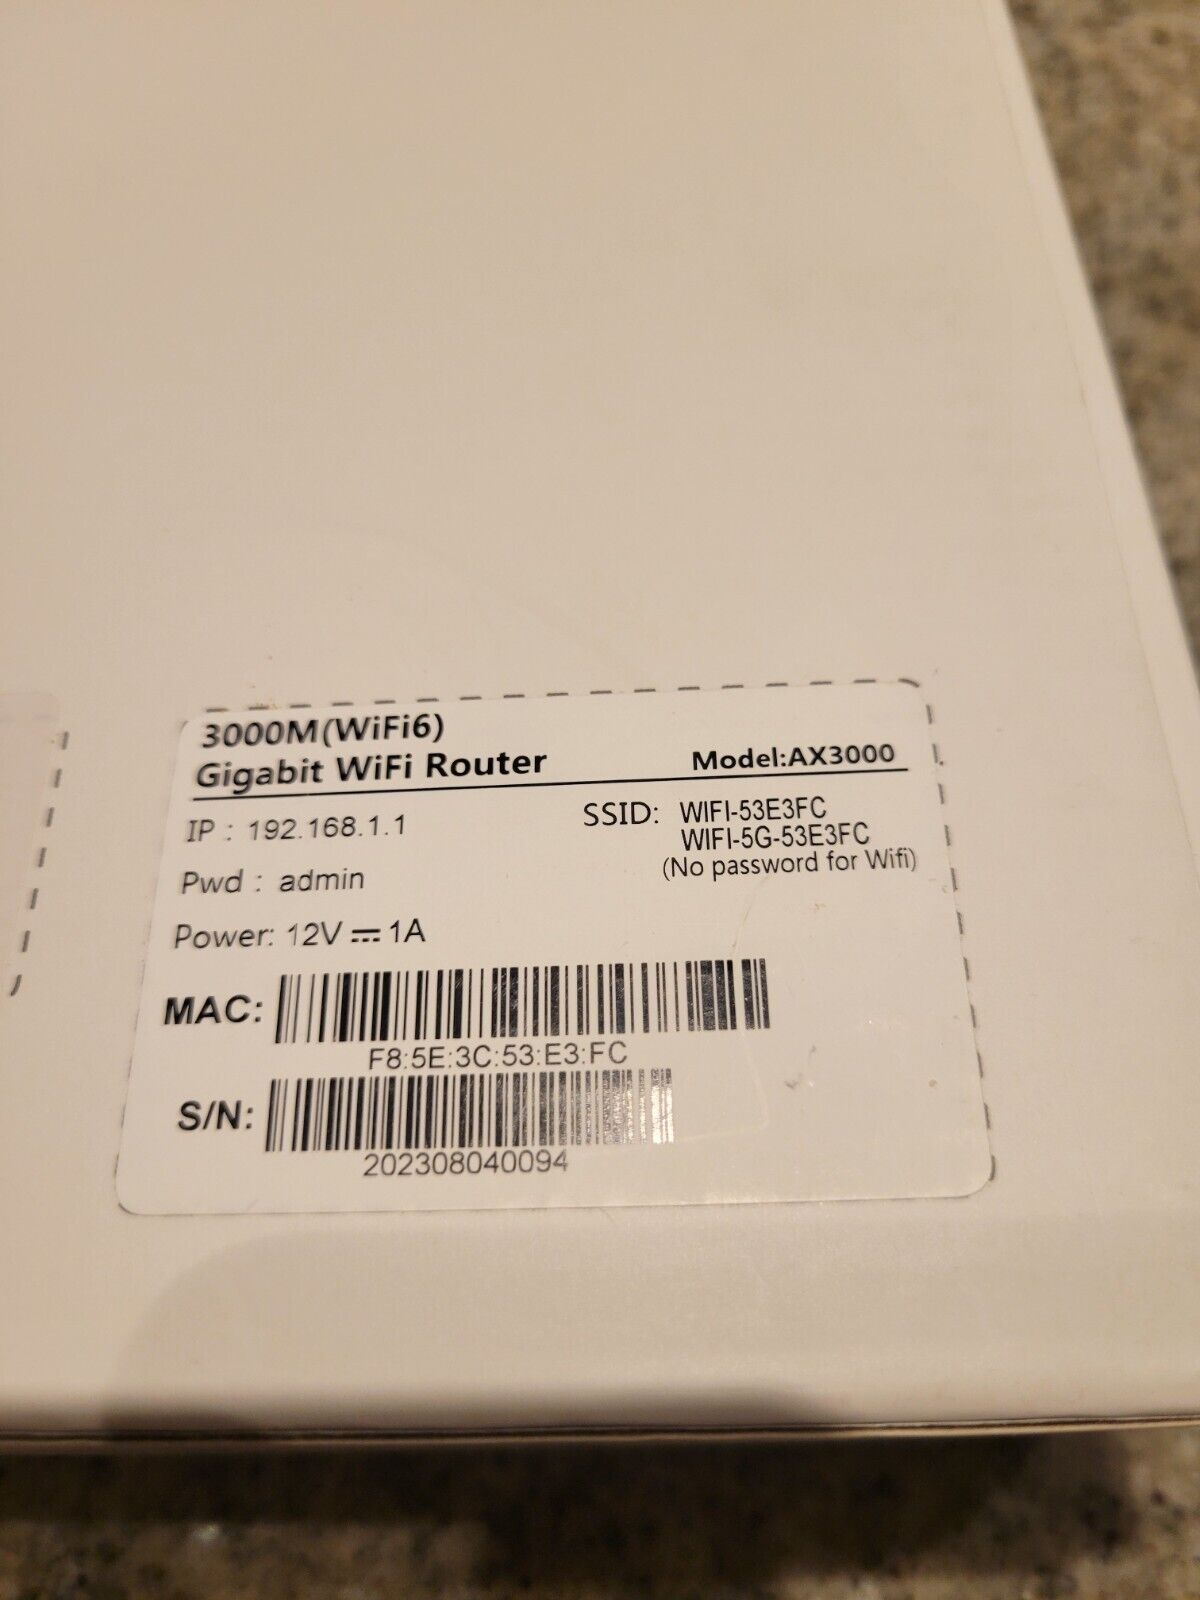 3000M(WiFi6)
Gigabit WiFi Router
Model:AX3000
IP : 192.168.1.1
SSID: WIFI-53E3FC
WIFI-5G-53E3FC
(No password for Wifi)
Pwd : admin
Power: 12V⎓1A
MAC:
F8:5E:3C:53:E3:FC
S/N:
202308040094